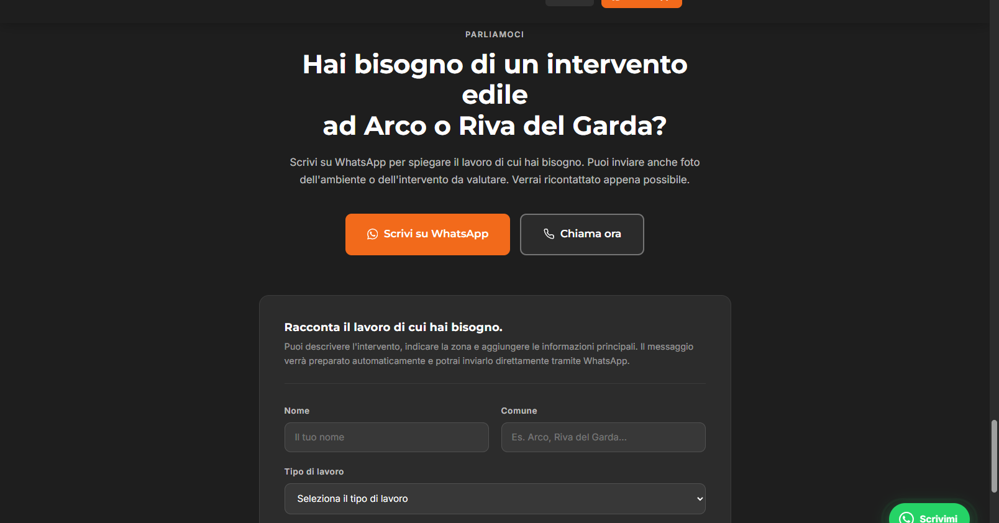 PARLIAMOCI
Hai bisogno di un intervento
edile
ad Arco o Riva del Garda?
Scrivi su WhatsApp per spiegare il lavoro di cui hai bisogno. Puoi inviare anche foto
dell'ambiente o dell'intervento da valutare. Verrai ricontattato appena possibile.
Scrivi su WhatsApp
Chiama ora
Racconta il lavoro di cui hai bisogno.
Puoi descrivere l'intervento, indicare la zona e aggiungere le informazioni principali. Il messaggio
verrà preparato automaticamente e potrai inviarlo direttamente tramite WhatsApp.
Nome
Comune
Il tuo nome
Es. Arco, Riva del Garda...
Tipo di lavoro
Seleziona il tipo di lavoro
Scrivimi